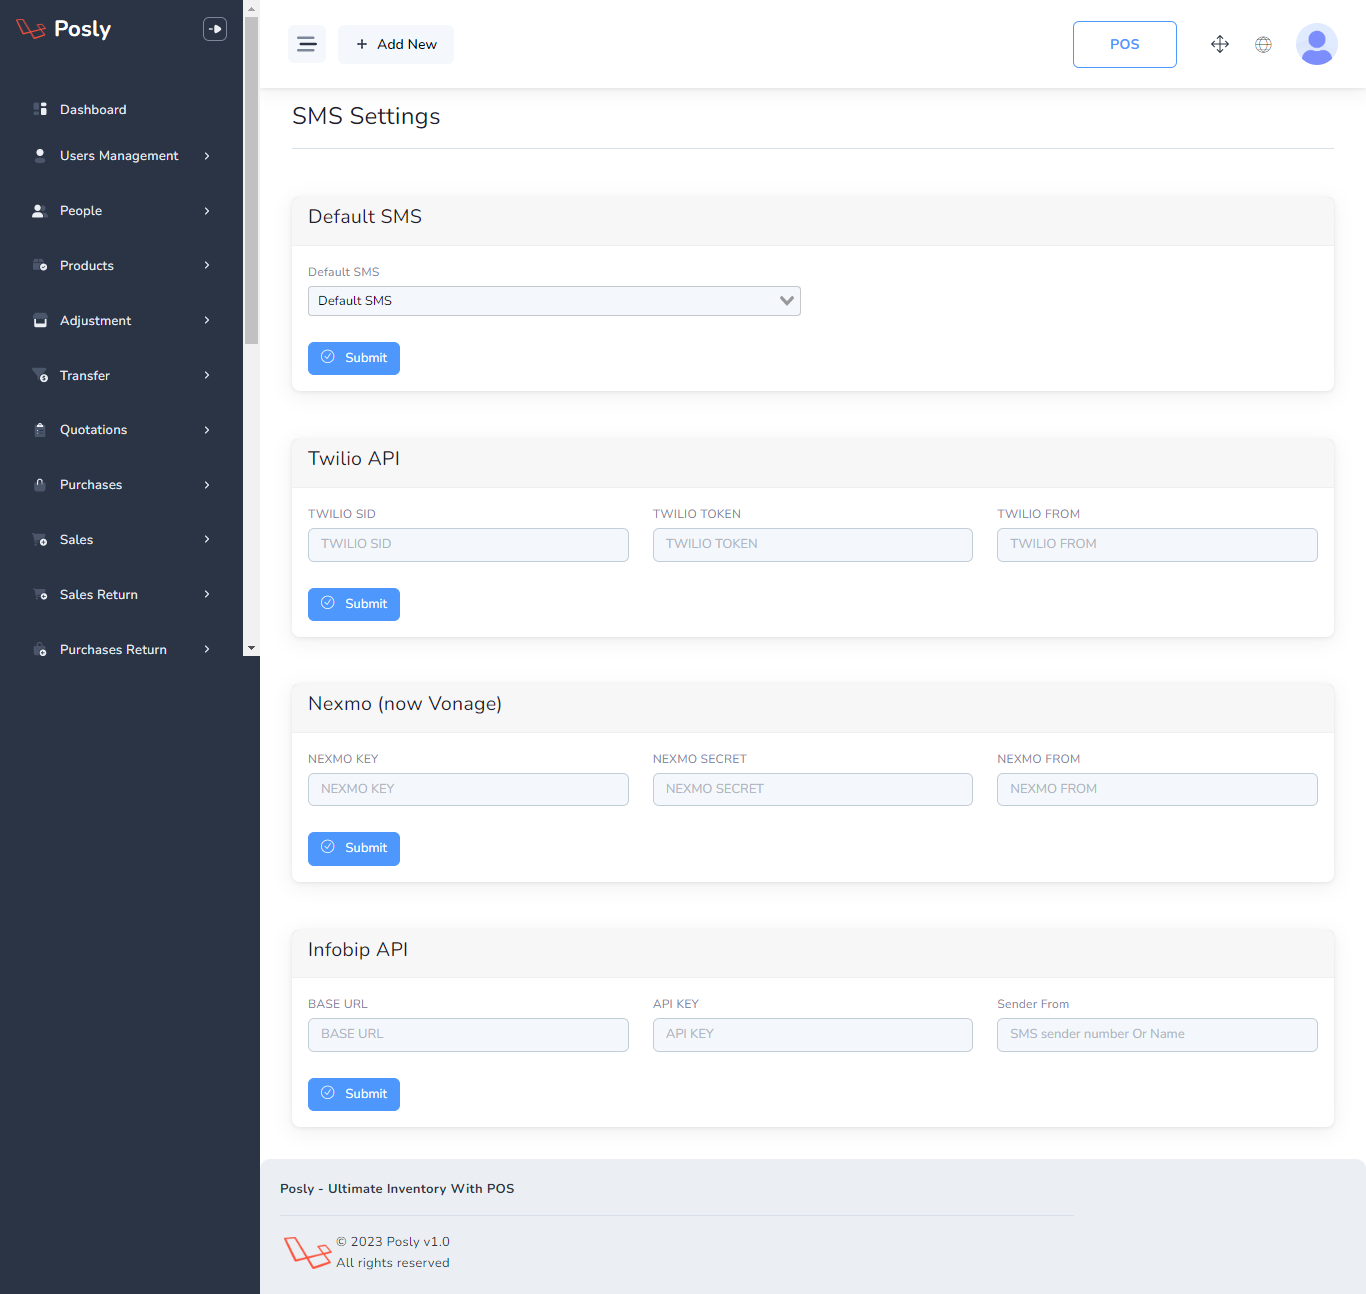 Posly
Dashboard
Users Management
People
Products
Adjustment
Transfer
Quotations
Purchases
Sales
Sales Return
Purchases Return
+ Add New
POS
SMS Settings
Default SMS
Default SMS
Default SMS
Submit
Twilio API
TWILIO SID TWILIO TOKEN TWILIO FROM
TWILIO SID TWILIO TOKEN TWILIO FROM
Submit
Nexmo (now Vonage)
NEXMO KEY NEXMO SECRET NEXMO FROM
NEXMO KEY NEXMO SECRET NEXMO FROM
Submit
Infobip API
BASE URL API KEY Sender From
BASE URL API KEY SMS sender number Or Name
Submit
Posly - Ultimate Inventory With POS
© 2023 Posly v1.0
All rights reserved